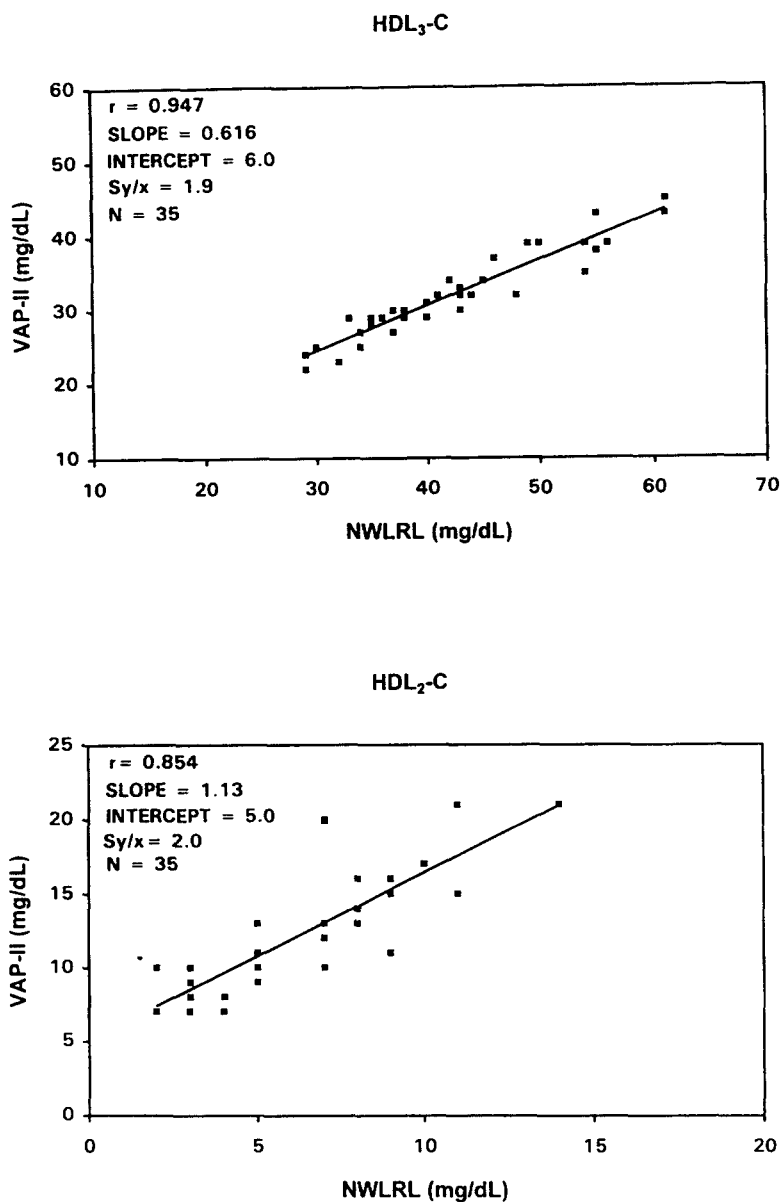 HDL₃-C
60
50
40
30
20
10
r = 0.947
SLOPE = 0.616
INTERCEPT = 6.0
Sy/x = 1.9
N = 35
VAP-II (mg/dL)
10 20 30 40 50 60 70
NWLRL (mg/dL)
HDL₂-C
25
20
15
10
5
0
r = 0.854
SLOPE = 1.13
INTERCEPT = 5.0
Sy/x = 2.0
N = 35
VAP-II (mg/dL)
0 5 10 15 20
NWLRL (mg/dL)